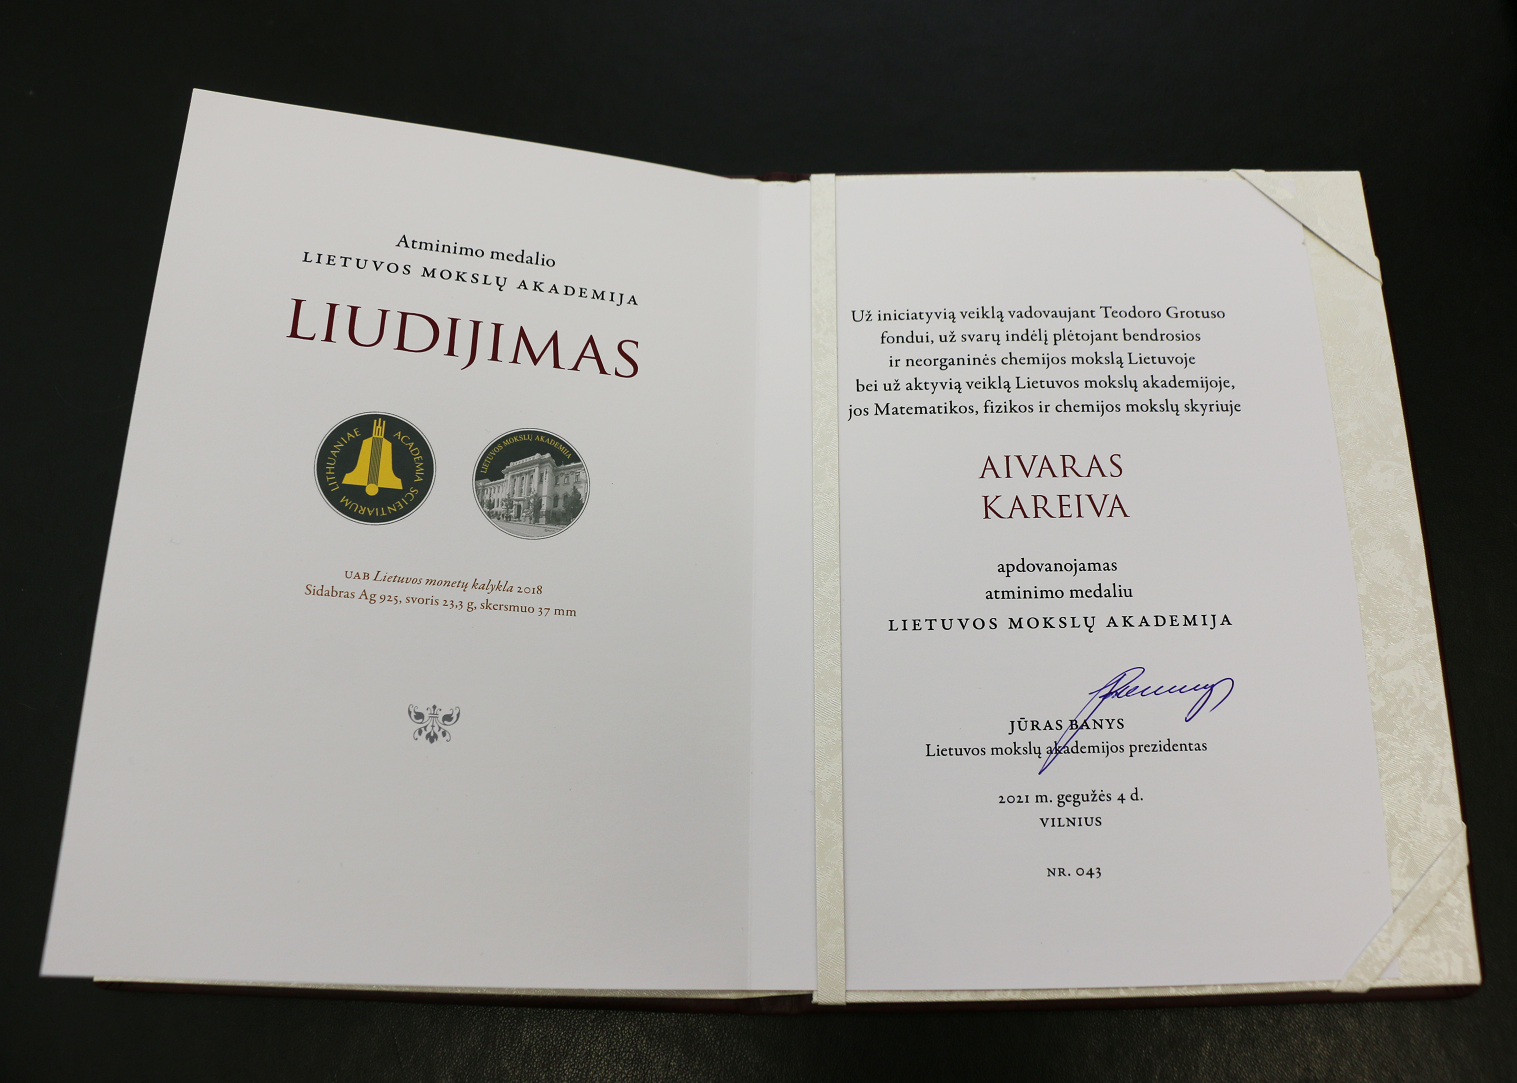 Atminimo medalio
LIETUVOS MOKSLŲ AKADEMIJA
LIUDIJIMAS
LITHUANIAE ACADEMIA SCIENTIARUM
LIETUVOS MOKSLŲ AKADEMIJA
UAB Lietuvos monetų kalykla 2018
Sidabras Ag 925, svoris 23,3 g, skersmuo 37 mm
Už iniciatyvią veiklą vadovaujant Teodoro Grotuso
fondui, už svarų indėlį plėtojant bendrosios
ir neorganinės chemijos mokslą Lietuvoje
bei už aktyvią veiklą Lietuvos mokslų akademijoje,
jos Matematikos, fizikos ir chemijos mokslų skyriuje
AIVARAS
KAREIVA
apdovanojamas
atminimo medaliu
LIETUVOS MOKSLŲ AKADEMIJA
JŪRAS BANYS
Lietuvos mokslų akademijos prezidentas
2021 m. gegužės 4 d.
VILNIUS
NR. 043